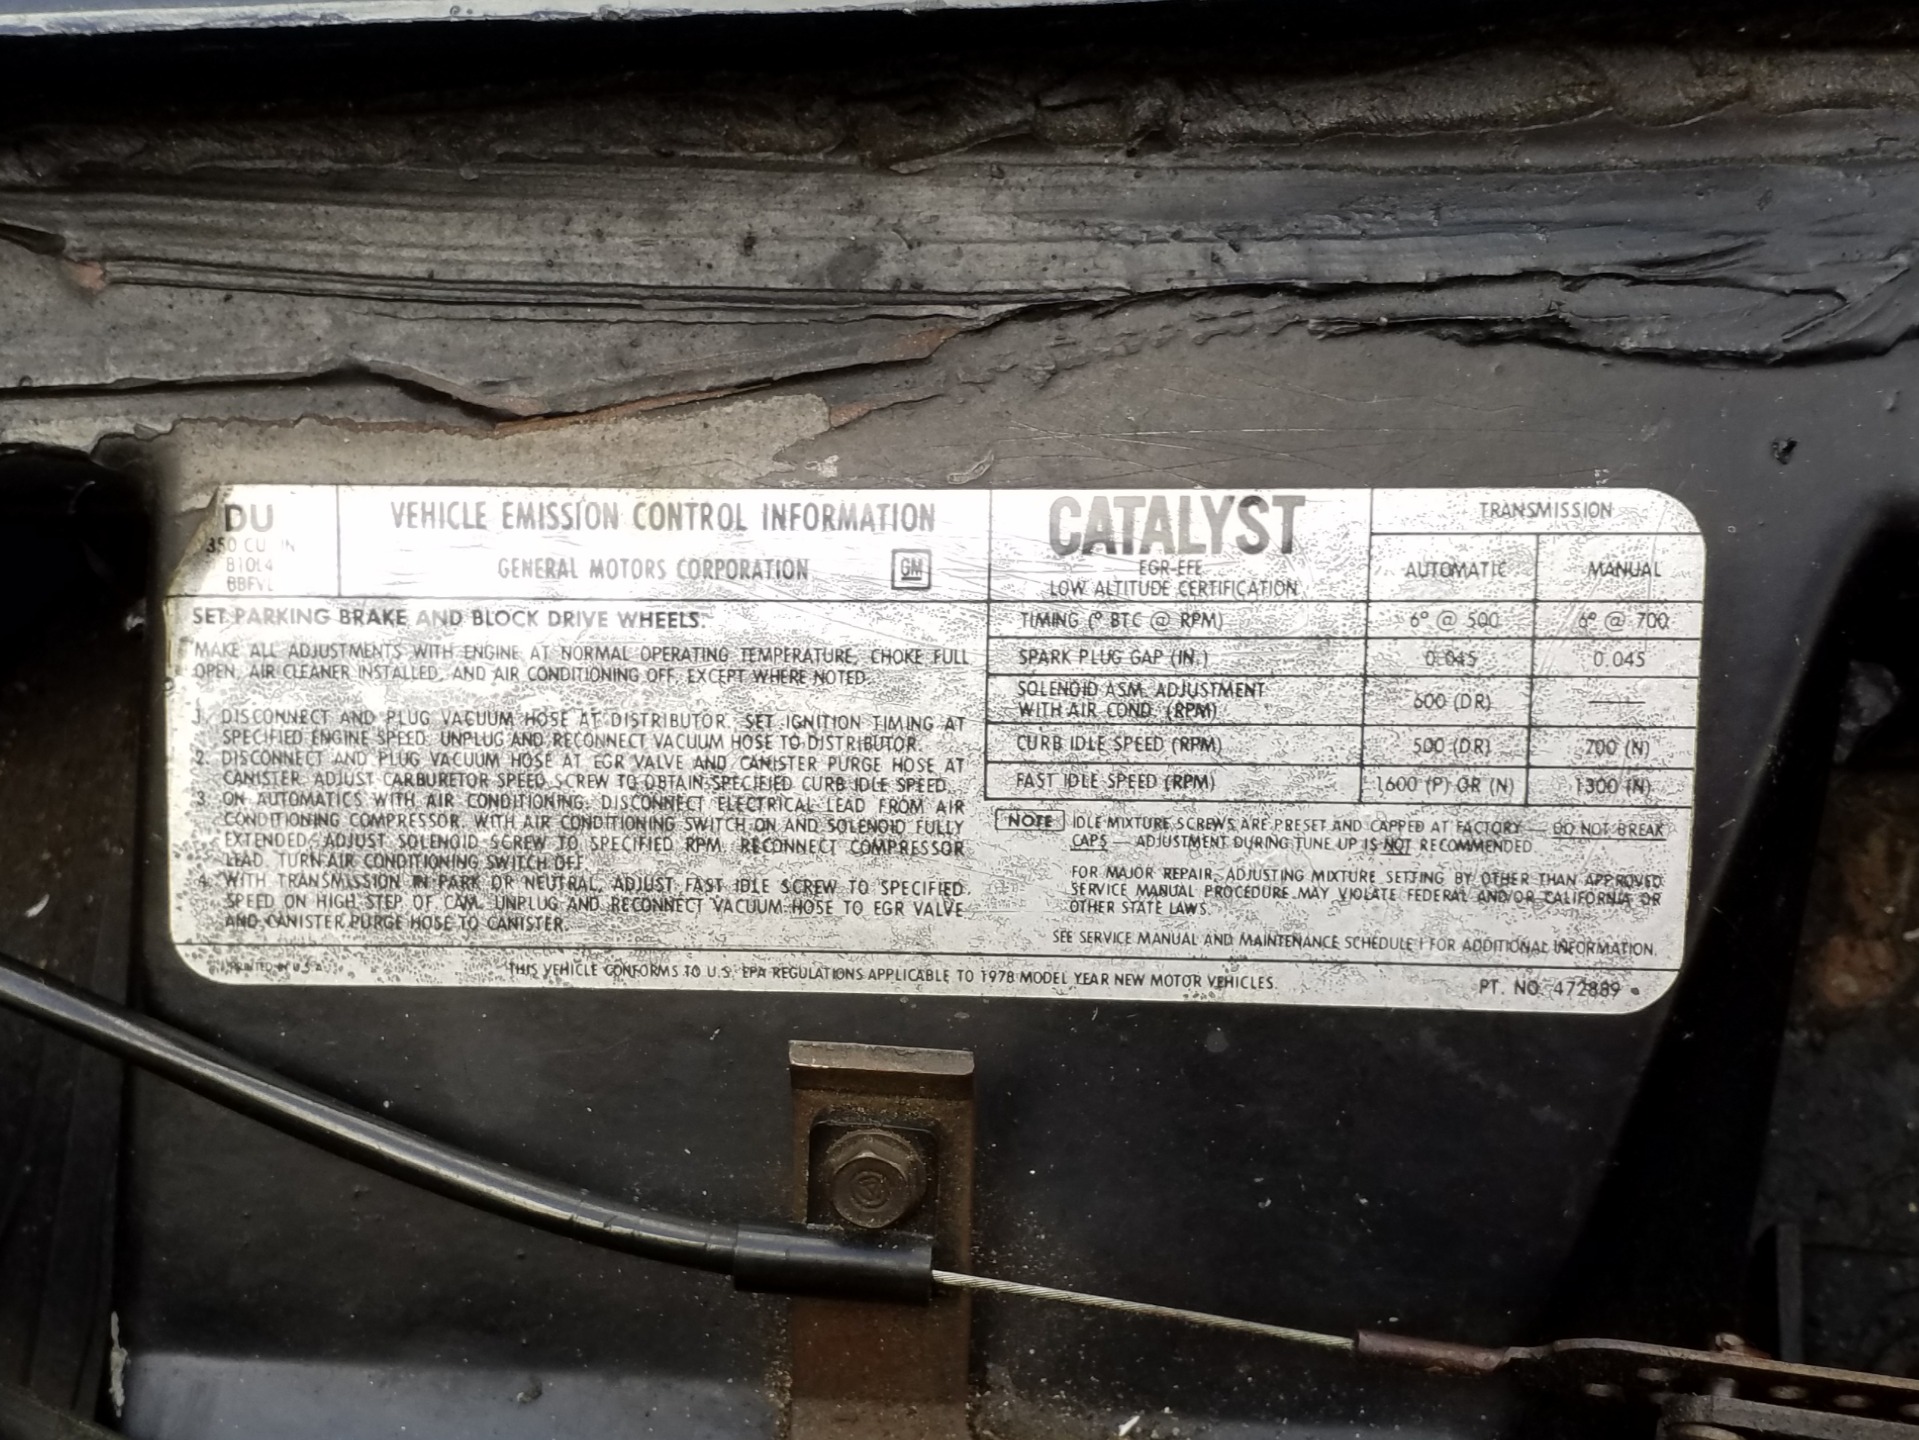 DU
350 CU. IN
810L4
8BFVL
VEHICLE EMISSION CONTROL INFORMATION
GENERAL MOTORS CORPORATION GM
CATALYST
EGR-EFE
LOW ALTITUDE CERTIFICATION
TRANSMISSION
AUTOMATIC MANUAL
TIMING (° BTC @ RPM) 6° @ 500 6° @ 700
SPARK PLUG GAP (IN.) 0.045 0.045
SOLENOID ASM. ADJUSTMENT
WITH AIR COND. (RPM) 600 (DR) ——
CURB IDLE SPEED (RPM) 500 (DR) 700 (N)
FAST IDLE SPEED (RPM) 1600 (P) OR (N) 1300 (N)
SET PARKING BRAKE AND BLOCK DRIVE WHEELS.
MAKE ALL ADJUSTMENTS WITH ENGINE AT NORMAL OPERATING TEMPERATURE, CHOKE FULL
OPEN, AIR CLEANER INSTALLED, AND AIR CONDITIONING OFF, EXCEPT WHERE NOTED.
1. DISCONNECT AND PLUG VACUUM HOSE AT DISTRIBUTOR. SET IGNITION TIMING AT
SPECIFIED ENGINE SPEED. UNPLUG AND RECONNECT VACUUM HOSE TO DISTRIBUTOR.
2. DISCONNECT AND PLUG VACUUM HOSE AT EGR VALVE AND CANISTER PURGE HOSE AT
CANISTER. ADJUST CARBURETOR SPEED SCREW TO OBTAIN SPECIFIED CURB IDLE SPEED.
3. ON AUTOMATICS WITH AIR CONDITIONING: DISCONNECT ELECTRICAL LEAD FROM AIR
CONDITIONING COMPRESSOR. WITH AIR CONDITIONING SWITCH ON AND SOLENOID FULLY
EXTENDED, ADJUST SOLENOID SCREW TO SPECIFIED RPM. RECONNECT COMPRESSOR
LEAD. TURN AIR CONDITIONING SWITCH OFF.
4. WITH TRANSMISSION IN PARK OR NEUTRAL, ADJUST FAST IDLE SCREW TO SPECIFIED
SPEED ON HIGH STEP OF CAM. UNPLUG AND RECONNECT VACUUM HOSE TO EGR VALVE
AND CANISTER PURGE HOSE TO CANISTER.
NOTE IDLE MIXTURE SCREWS ARE PRESET AND CAPPED AT FACTORY — DO NOT BREAK
CAPS — ADJUSTMENT DURING TUNE UP IS NOT RECOMMENDED.
FOR MAJOR REPAIR, ADJUSTING MIXTURE SETTING BY OTHER THAN APPROVED
SERVICE MANUAL PROCEDURE MAY VIOLATE FEDERAL AND/OR CALIFORNIA OR
OTHER STATE LAWS.
SEE SERVICE MANUAL AND MAINTENANCE SCHEDULE I FOR ADDITIONAL INFORMATION.
PRINTED IN U.S.A. THIS VEHICLE CONFORMS TO U.S. EPA REGULATIONS APPLICABLE TO 1978 MODEL YEAR NEW MOTOR VEHICLES. PT. NO. 472889